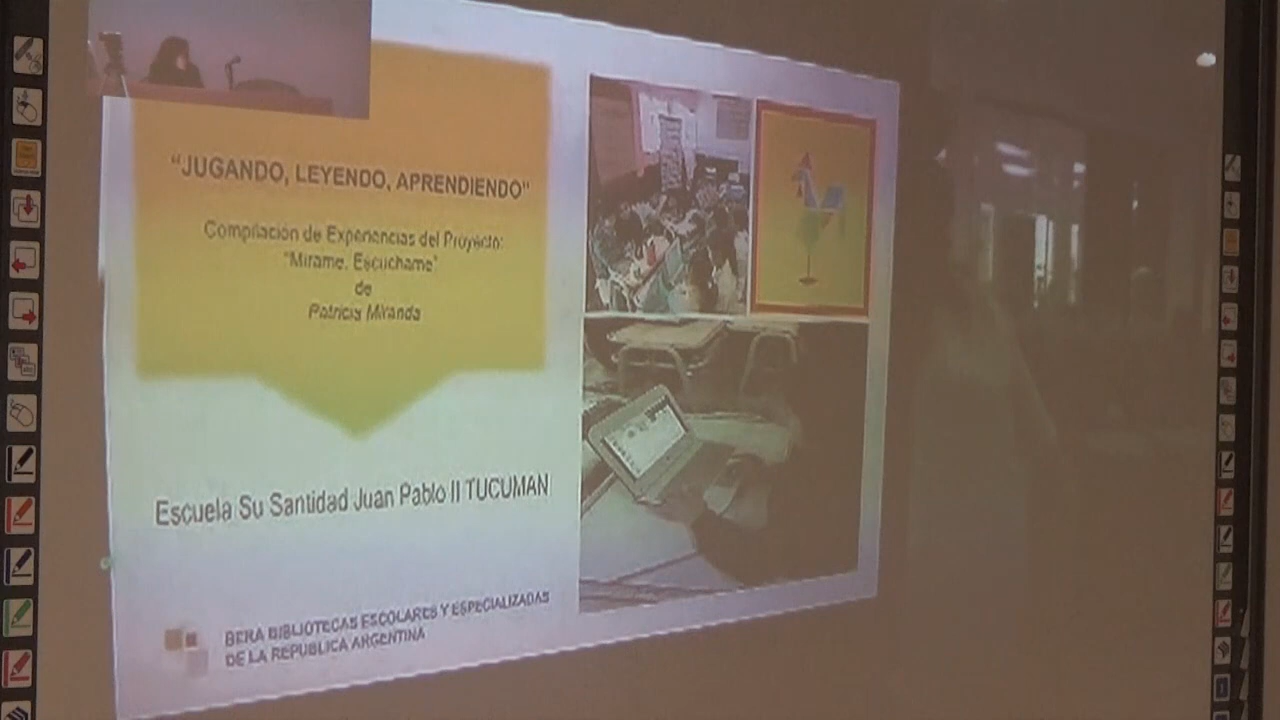 "JUGANDO, LEYENDO, APRENDIENDO"
Compilación de Experiencias del Proyecto:
"Mirame, Escuchame"
de
Patricia Miranda
Escuela Su Santidad Juan Pablo II TUCUMAN
BERA BIBLIOTECAS ESCOLARES Y ESPECIALIZADAS
DE LA REPUBLICA ARGENTINA